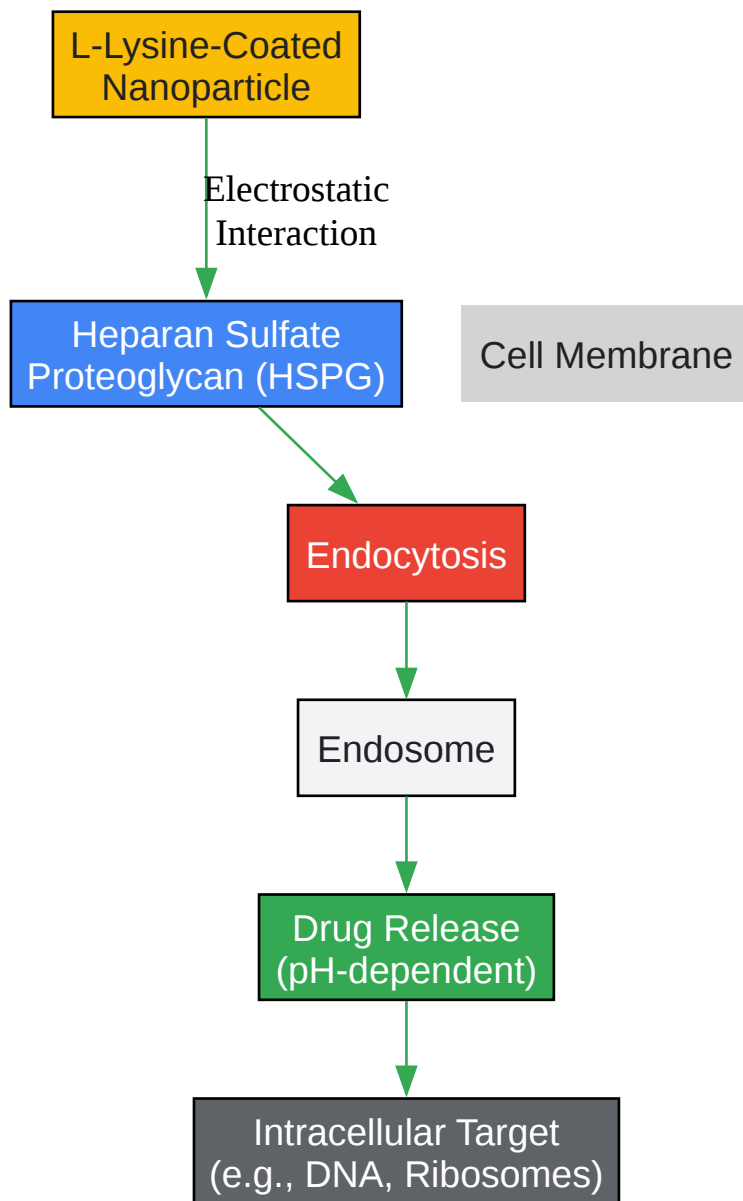 L-Lysine-Coated
Nanoparticle
Electrostatic
Interaction
Heparan Sulfate
Proteoglycan (HSPG)
Cell Membrane
Endocytosis
Endosome
Drug Release
(pH-dependent)
Intracellular Target
(e.g., DNA, Ribosomes)